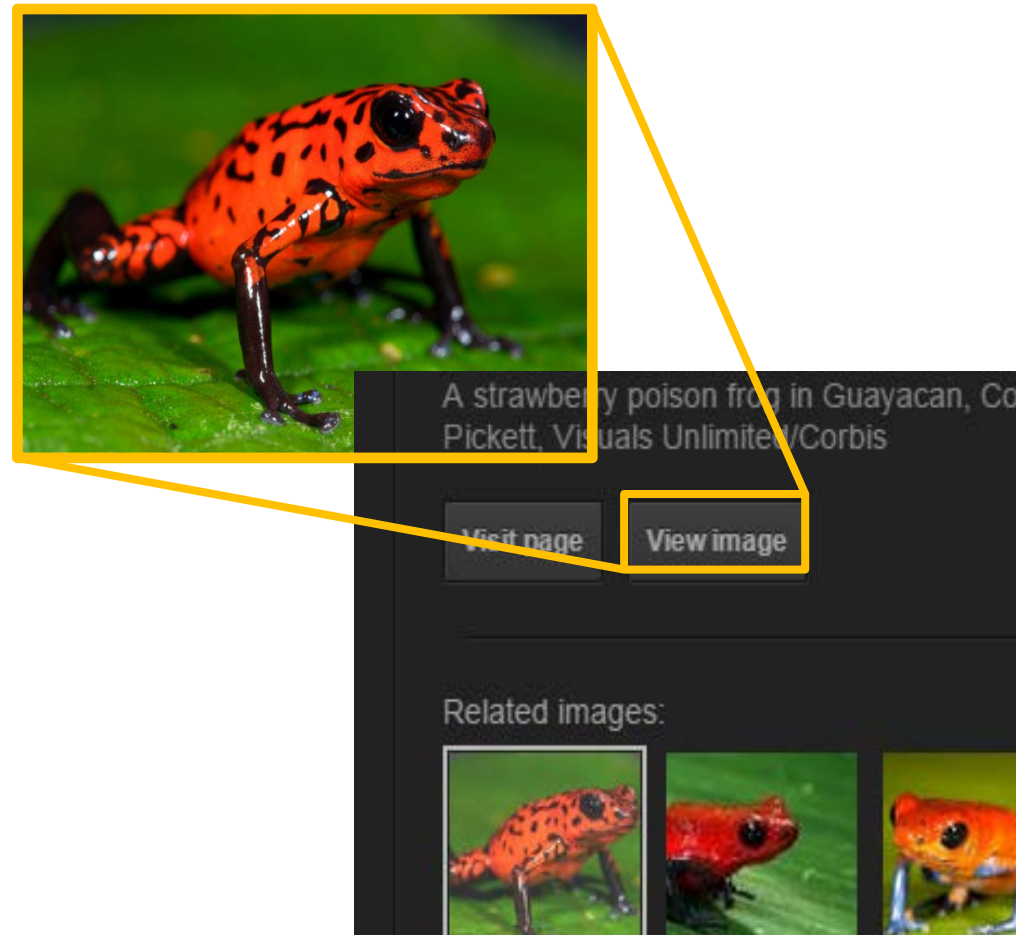 A strawberry poison frog in Guayacan, Co
Pickett, Visuals Unlimited/Corbis
Visit page
View image
Related images: